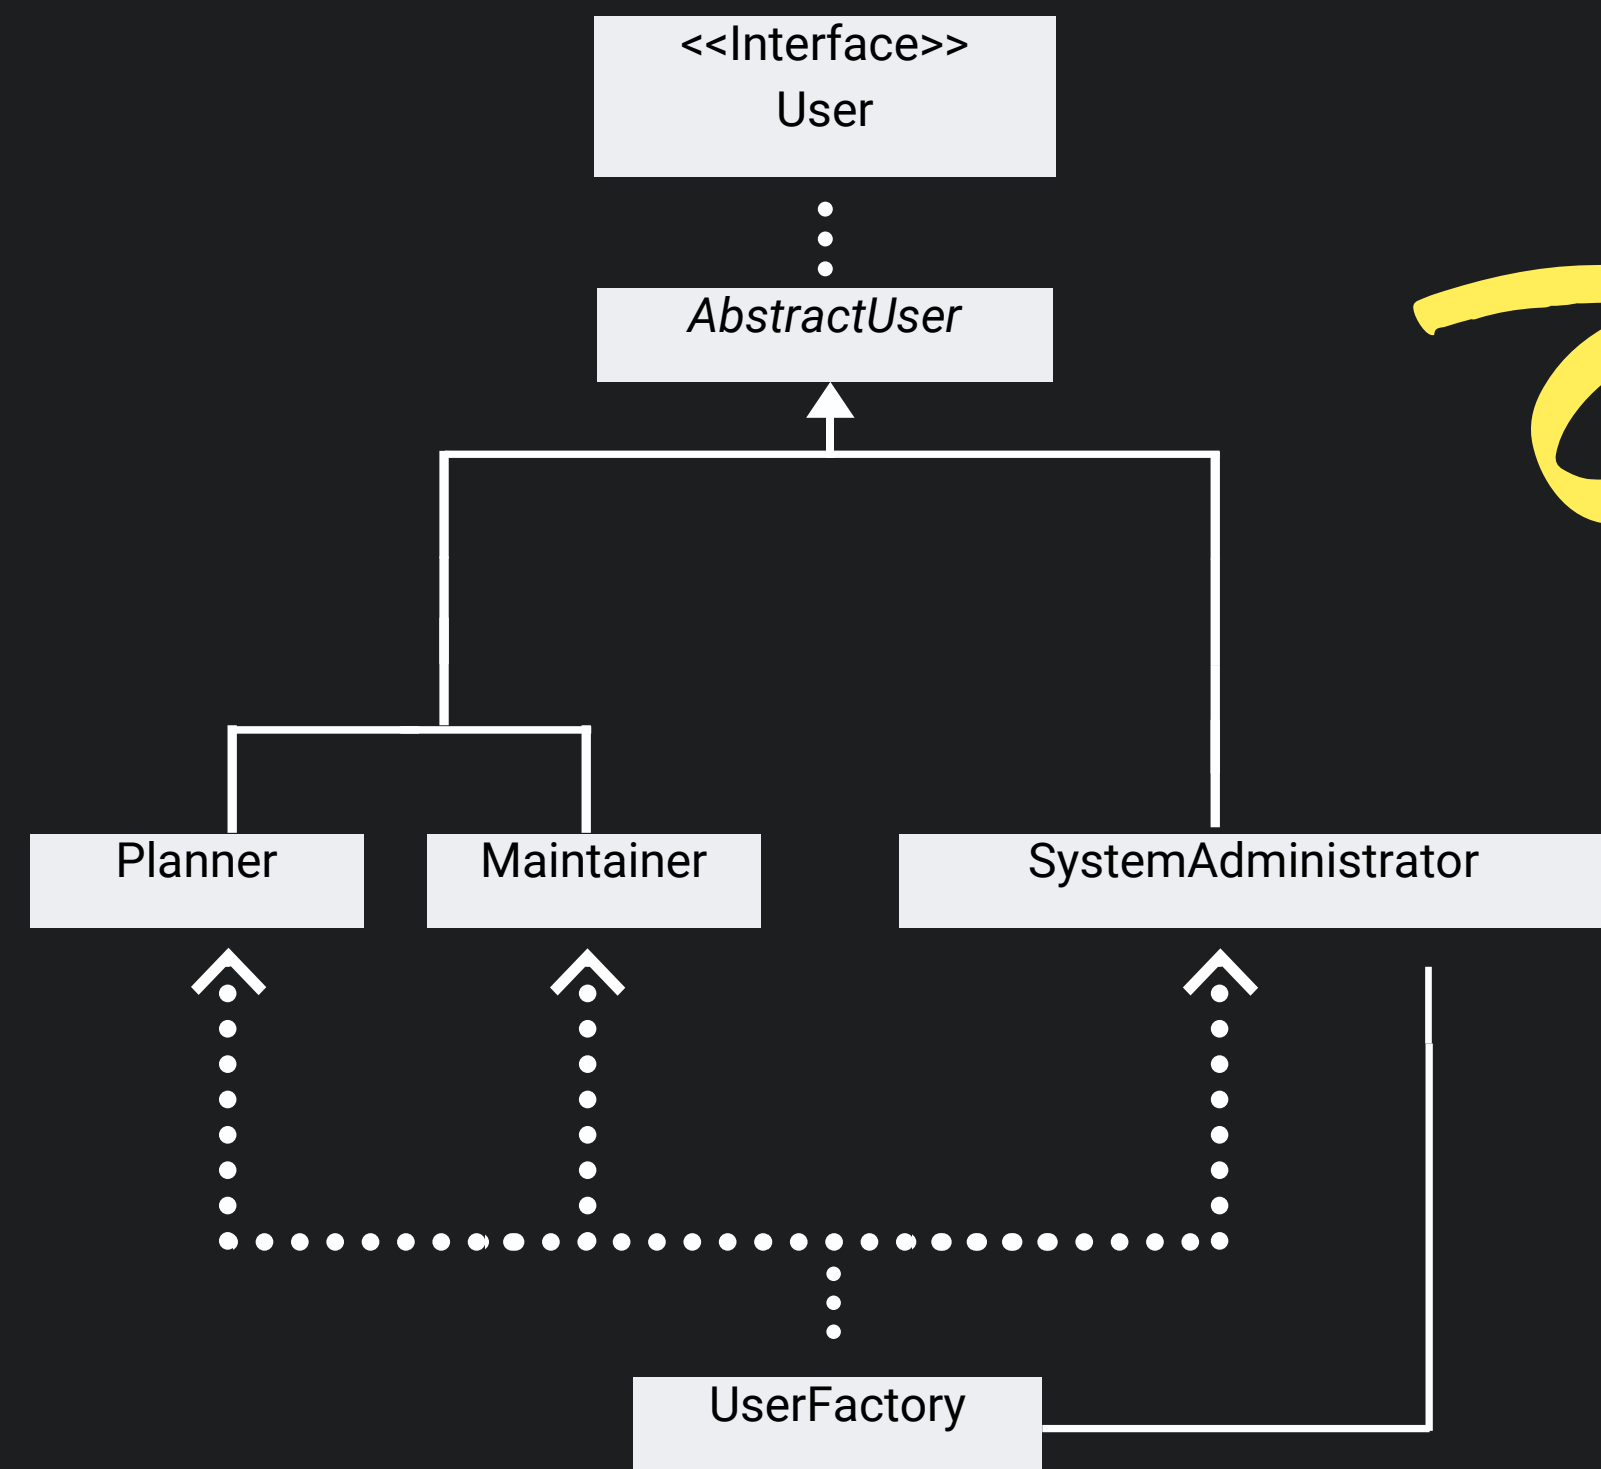 <<Interface>>
User
AbstractUser
Planner
Maintainer
SystemAdministrator
UserFactory